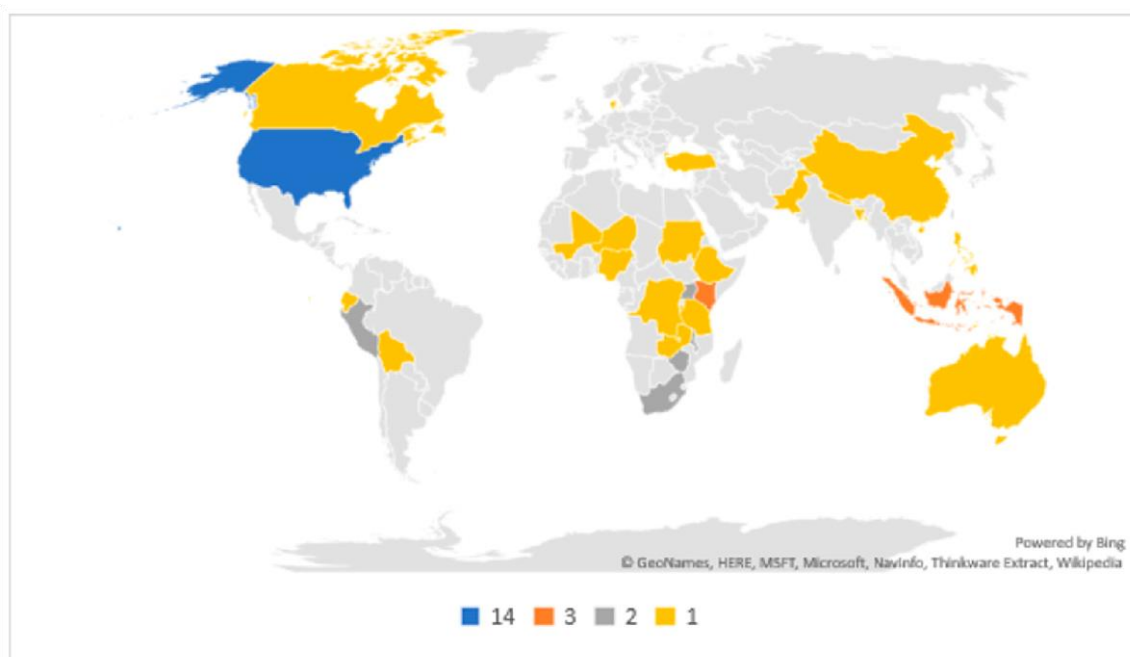 Powered by Bing
© GeoNames, HERE, MSFT, Microsoft, NavInfo, Thinkware Extract, Wikipedia
14 3 2 1